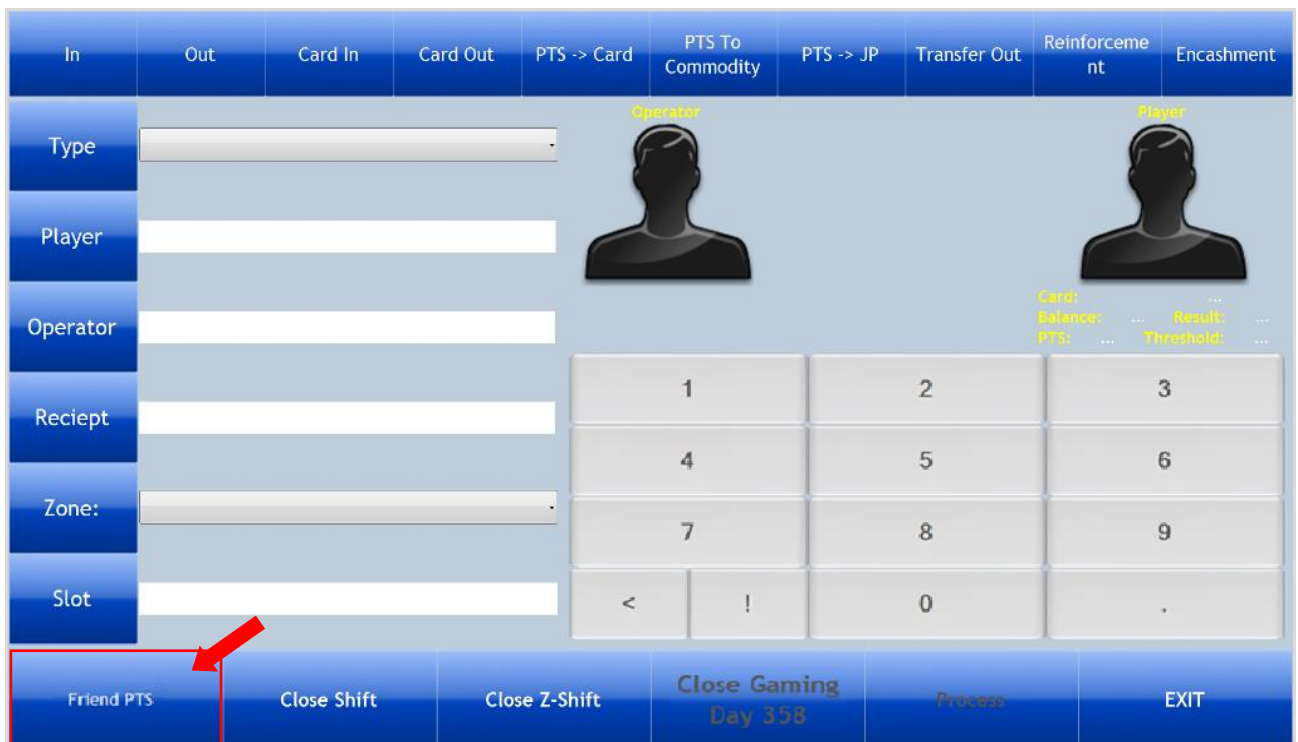 In
Out
Card In
Card Out
PTS -> Card
PTS To
Commodity
PTS -> JP
Transfer Out
Reinforceme
nt
Encashment
Type
Operator
Player
Player
Operator
Card: ...
Balance: ... Result: ...
PTS: ... Threshold: ...
Reciept
1
2
3
4
5
6
Zone:
7
8
9
Slot
<
!
0
.
Friend PTS
Close Shift
Close Z-Shift
Close Gaming
Day 358
Process
EXIT